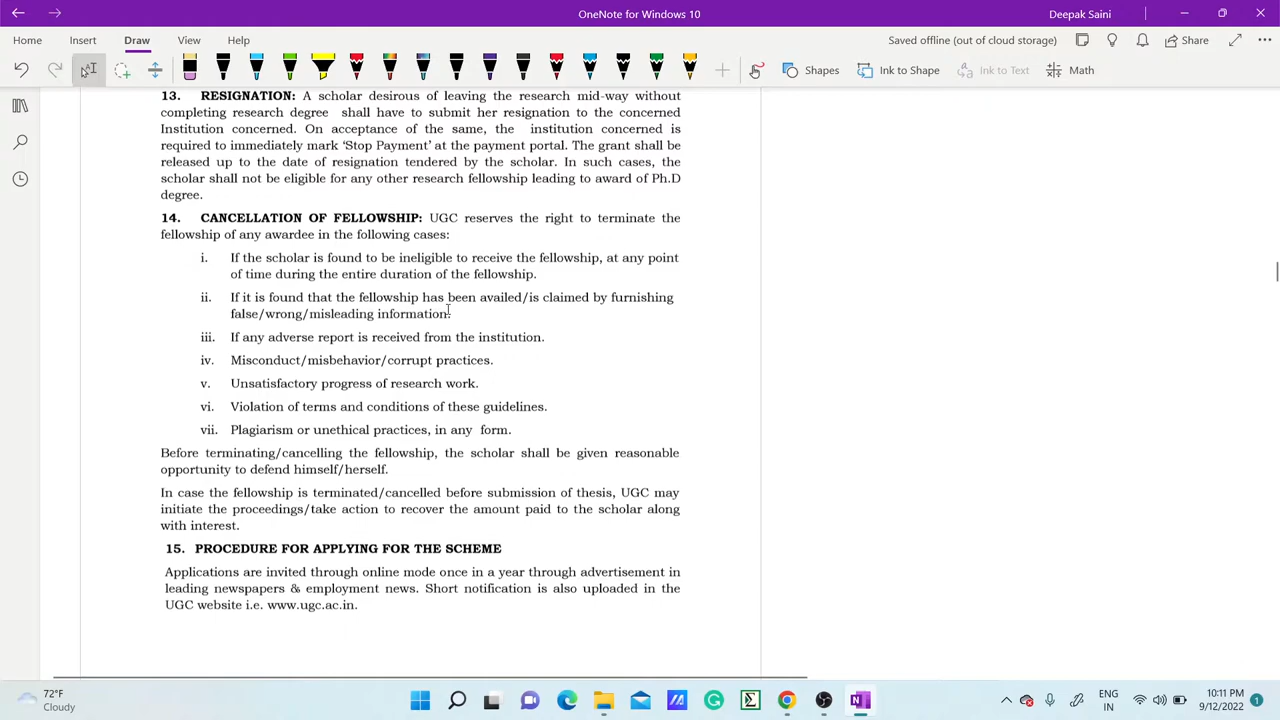 OneNote for Windows 10
Deepak Saini
Home
Insert
Draw
View
Help
Saved offline (out of cloud storage)
Share
Shapes
Ink to Shape
Ink to Text
Math
13. RESIGNATION: A scholar desirous of leaving the research mid-way without
completing research degree shall have to submit her resignation to the concerned
Institution concerned. On acceptance of the same, the institution concerned is
required to immediately mark ‘Stop Payment’ at the payment portal. The grant shall be
released up to the date of resignation tendered by the scholar. In such cases, the
scholar shall not be eligible for any other research fellowship leading to award of Ph.D
degree.
14. CANCELLATION OF FELLOWSHIP: UGC reserves the right to terminate the
fellowship of any awardee in the following cases:
i. If the scholar is found to be ineligible to receive the fellowship, at any point
of time during the entire duration of the fellowship.
ii. If it is found that the fellowship has been availed/is claimed by furnishing
false/wrong/misleading information.
iii. If any adverse report is received from the institution.
iv. Misconduct/misbehavior/corrupt practices.
v. Unsatisfactory progress of research work.
vi. Violation of terms and conditions of these guidelines.
vii. Plagiarism or unethical practices, in any form.
Before terminating/cancelling the fellowship, the scholar shall be given reasonable
opportunity to defend himself/herself.
In case the fellowship is terminated/cancelled before submission of thesis, UGC may
initiate the proceedings/take action to recover the amount paid to the scholar along
with interest.
15. PROCEDURE FOR APPLYING FOR THE SCHEME
Applications are invited through online mode once in a year through advertisement in
leading newspapers & employment news. Short notification is also uploaded in the
UGC website i.e. www.ugc.ac.in.
72°F
Cloudy
ENG
IN
10:11 PM
9/12/2022
1